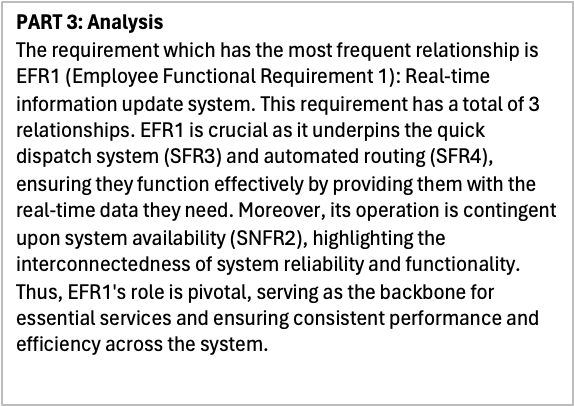 PART 3: Analysis
The requirement which has the most frequent relationship is
EFR1 (Employee Functional Requirement 1): Real-time
information update system. This requirement has a total of 3
relationships. EFR1 is crucial as it underpins the quick
dispatch system (SFR3) and automated routing (SFR4),
ensuring they function effectively by providing them with the
real-time data they need. Moreover, its operation is contingent
upon system availability (SNFR2), highlighting the
interconnectedness of system reliability and functionality.
Thus, EFR1's role is pivotal, serving as the backbone for
essential services and ensuring consistent performance and
efficiency across the system.